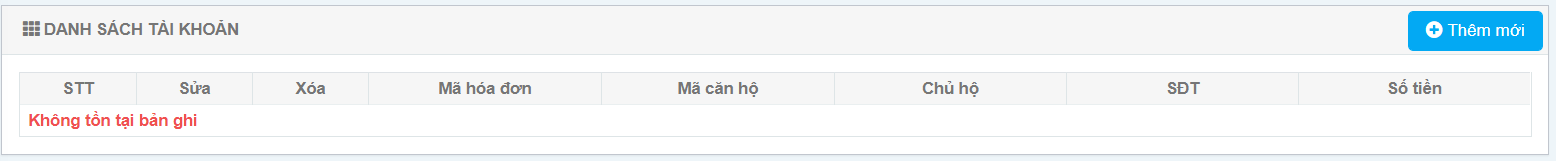 DANH SÁCH TÀI KHOẢN
Thêm mới
STT Sửa Xóa Mã hóa đơn Mã căn hộ Chủ hộ SĐT Số tiền
Không tồn tại bản ghi